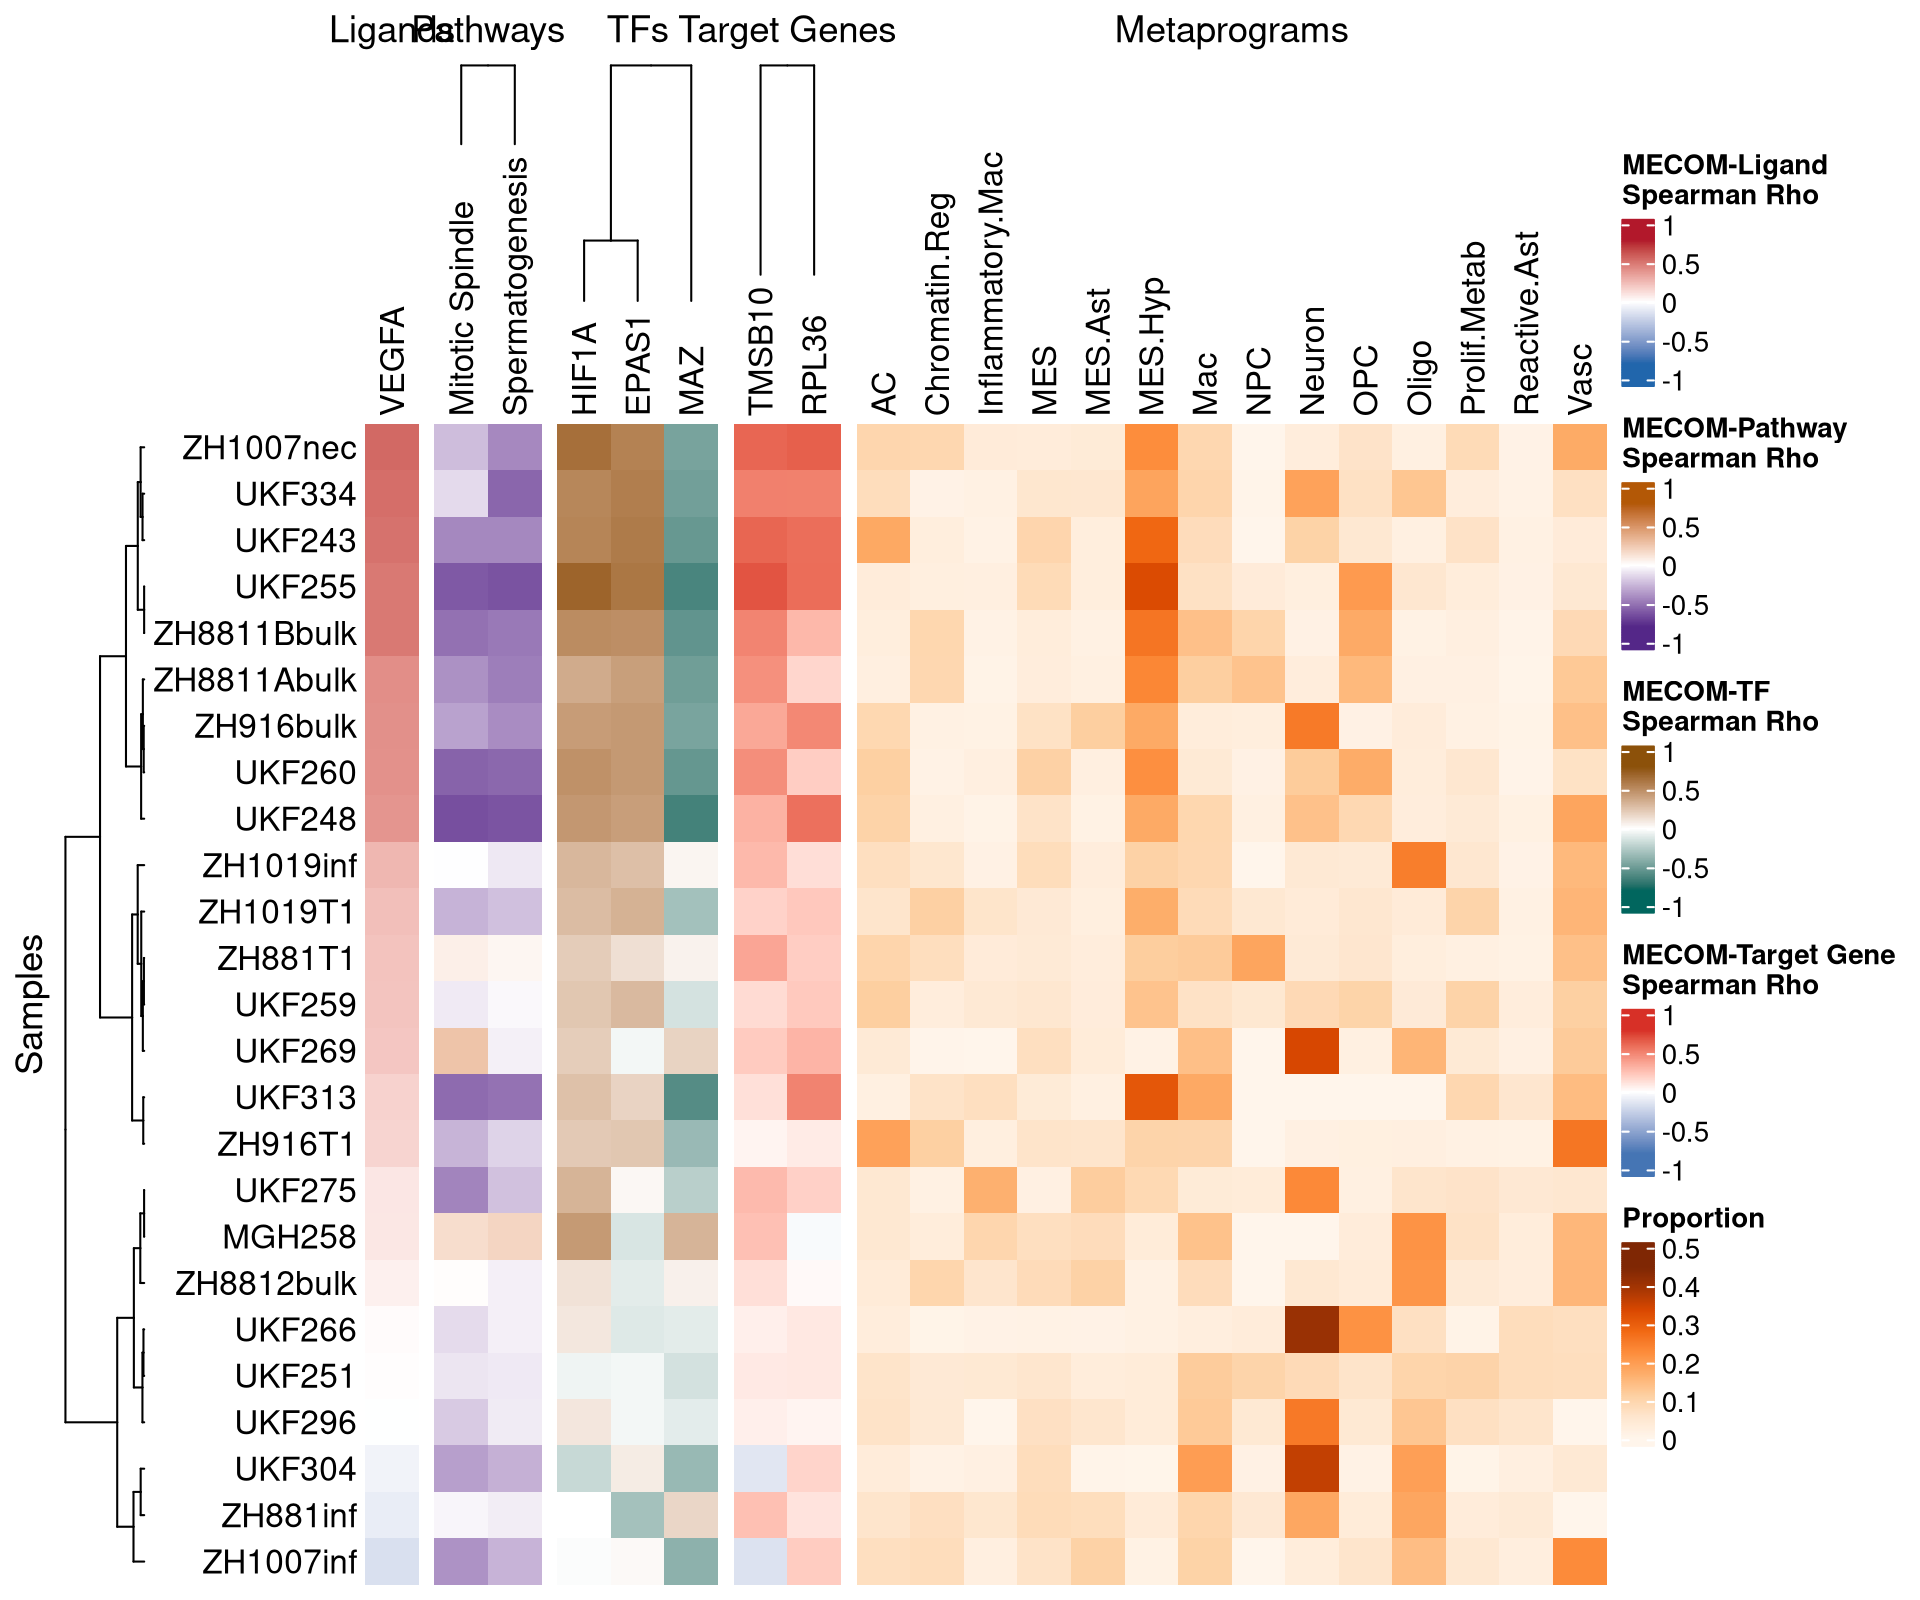 Ligands Pathways TFs Target Genes Metaprograms
VEGFA
Mitotic Spindle
Spermatogenesis
HIF1A
EPAS1
MAZ
TMSB10
RPL36
AC
Chromatin.Reg
Inflammatory.Mac
MES
MES.Ast
MES.Hyp
Mac
NPC
Neuron
OPC
Oligo
Prolif.Metab
Reactive.Ast
Vasc
Samples
ZH1007nec
UKF334
UKF243
UKF255
ZH8811Bbulk
ZH8811Abulk
ZH916bulk
UKF260
UKF248
ZH1019inf
ZH1019T1
ZH881T1
UKF259
UKF269
UKF313
ZH916T1
UKF275
MGH258
ZH8812bulk
UKF266
UKF251
UKF296
UKF304
ZH881inf
ZH1007inf
MECOM-Ligand
Spearman Rho
1
0.5
0
-0.5
-1
MECOM-Pathway
Spearman Rho
1
0.5
0
-0.5
-1
MECOM-TF
Spearman Rho
1
0.5
0
-0.5
-1
MECOM-Target Gene
Spearman Rho
1
0.5
0
-0.5
-1
Proportion
0.5
0.4
0.3
0.2
0.1
0